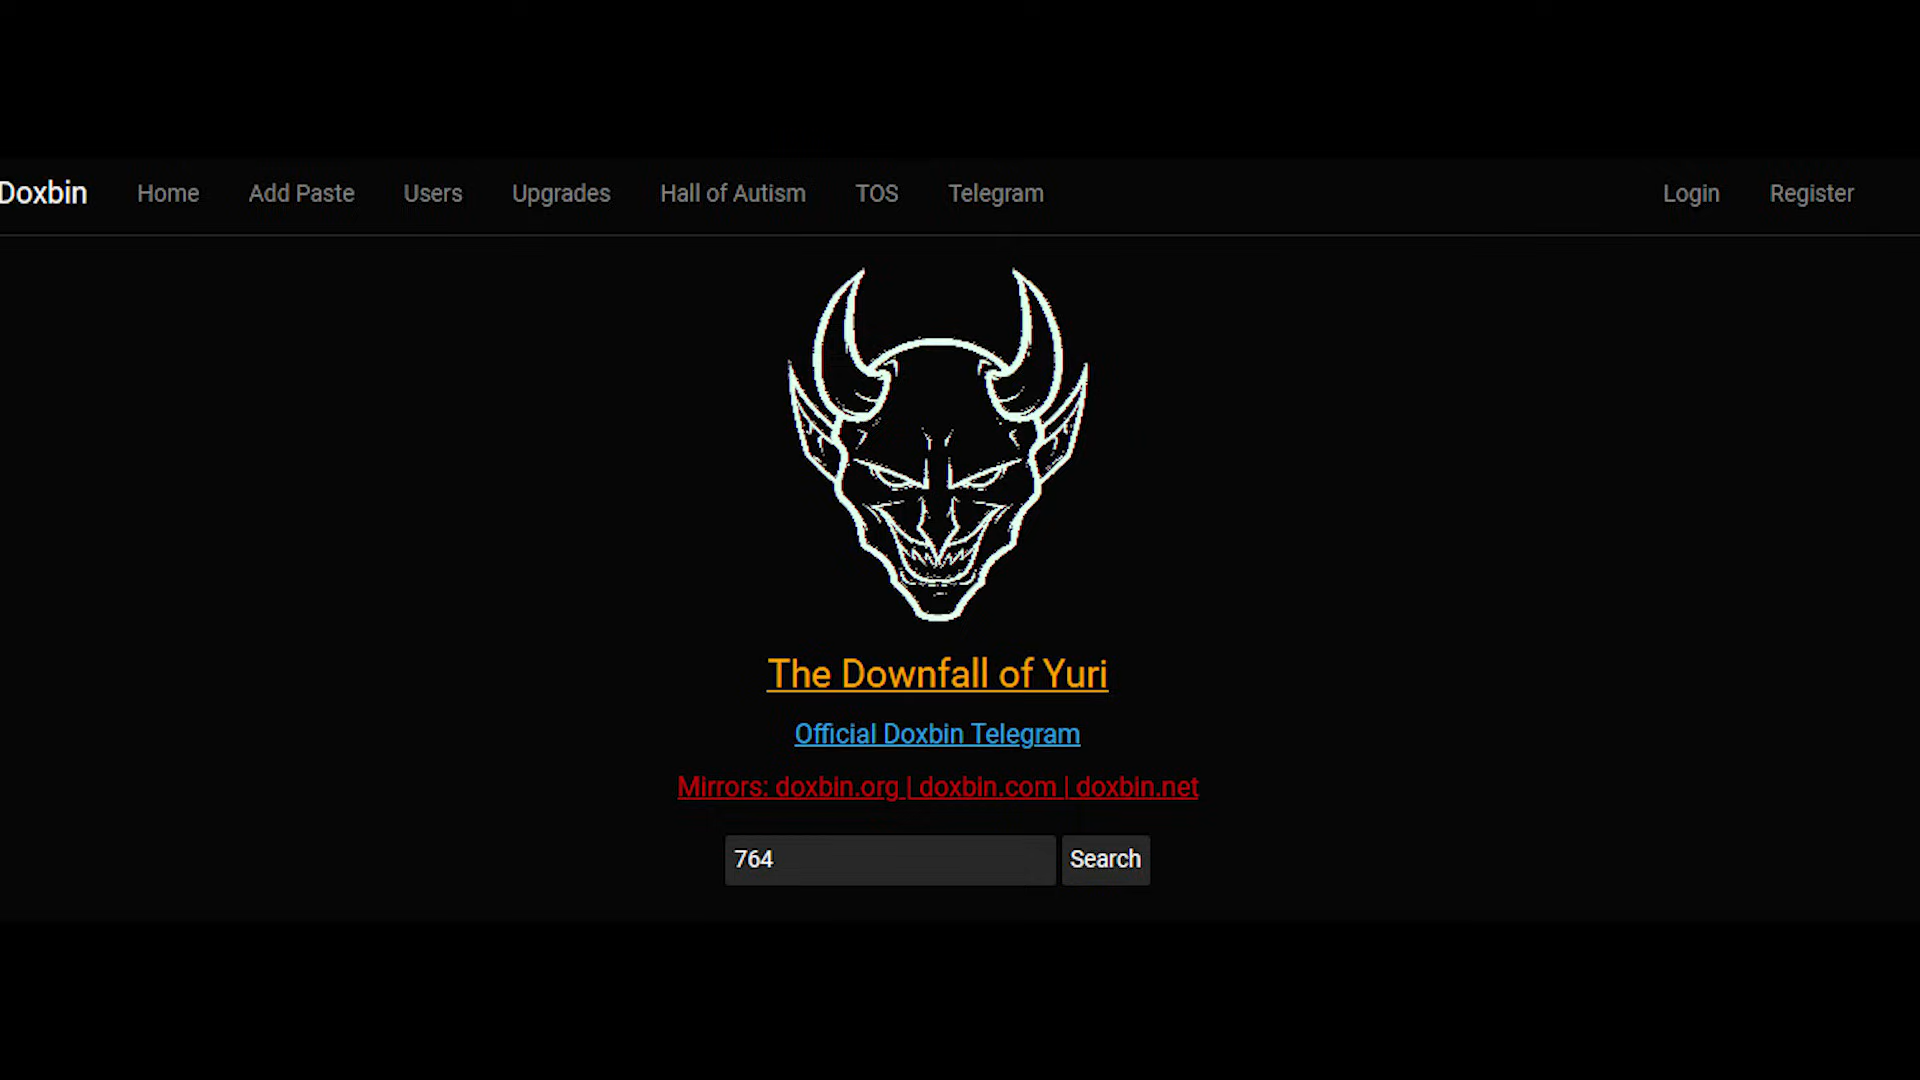 Doxbin Home Add Paste Users Upgrades Hall of Autism TOS Telegram Login Register
The Downfall of Yuri
Official Doxbin Telegram
Mirrors: doxbin.org | doxbin.com | doxbin.net
764 Search